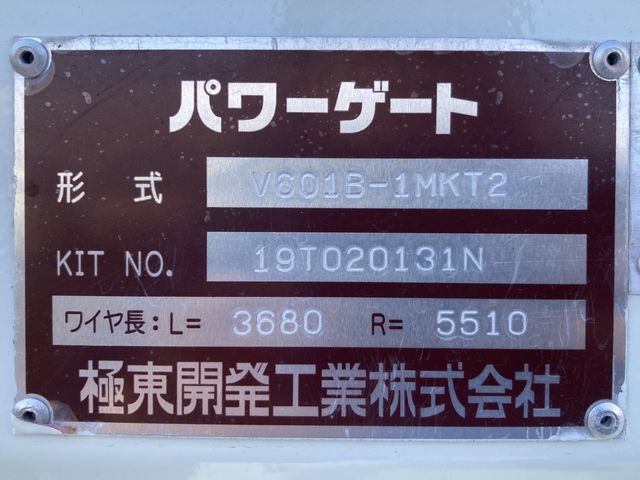 パワーゲート
形式 V601B-1MKT2
KIT NO. 19T020131N
ワイヤ長:L= 3680 R= 5510
極東開発工業株式会社